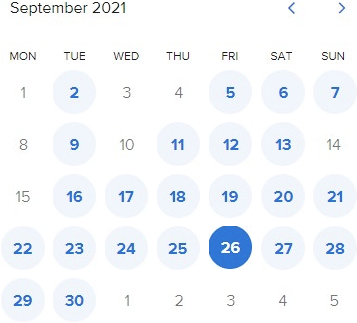 September 2021
MON TUE WED THU FRI SAT SUN
1 2 3 4 5 6 7
8 9 10 11 12 13 14
15 16 17 18 19 20 21
22 23 24 25 26 27 28
29 30 1 2 3 4 5